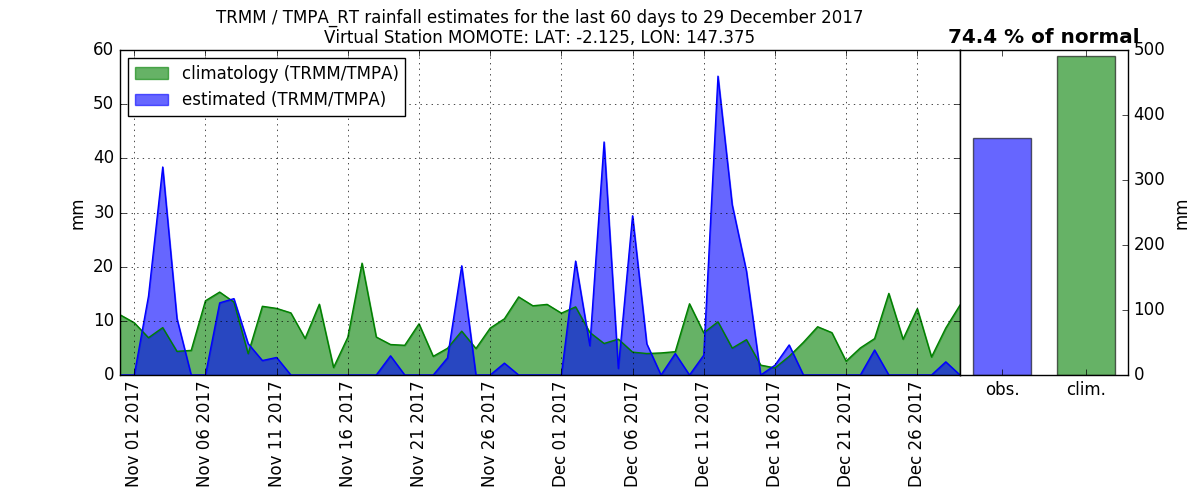 TRMM / TMPA_RT rainfall estimates for the last 60 days to 29 December 2017
Virtual Station MOMOTE: LAT: -2.125, LON: 147.375
74.4 % of normal
climatology (TRMM/TMPA)
estimated (TRMM/TMPA)
60
50
40
30
20
10
0
mm
Nov 01 2017
Nov 06 2017
Nov 11 2017
Nov 16 2017
Nov 21 2017
Nov 26 2017
Dec 01 2017
Dec 06 2017
Dec 11 2017
Dec 16 2017
Dec 21 2017
Dec 26 2017
obs.
clim.
500
400
300
200
100
0
mm